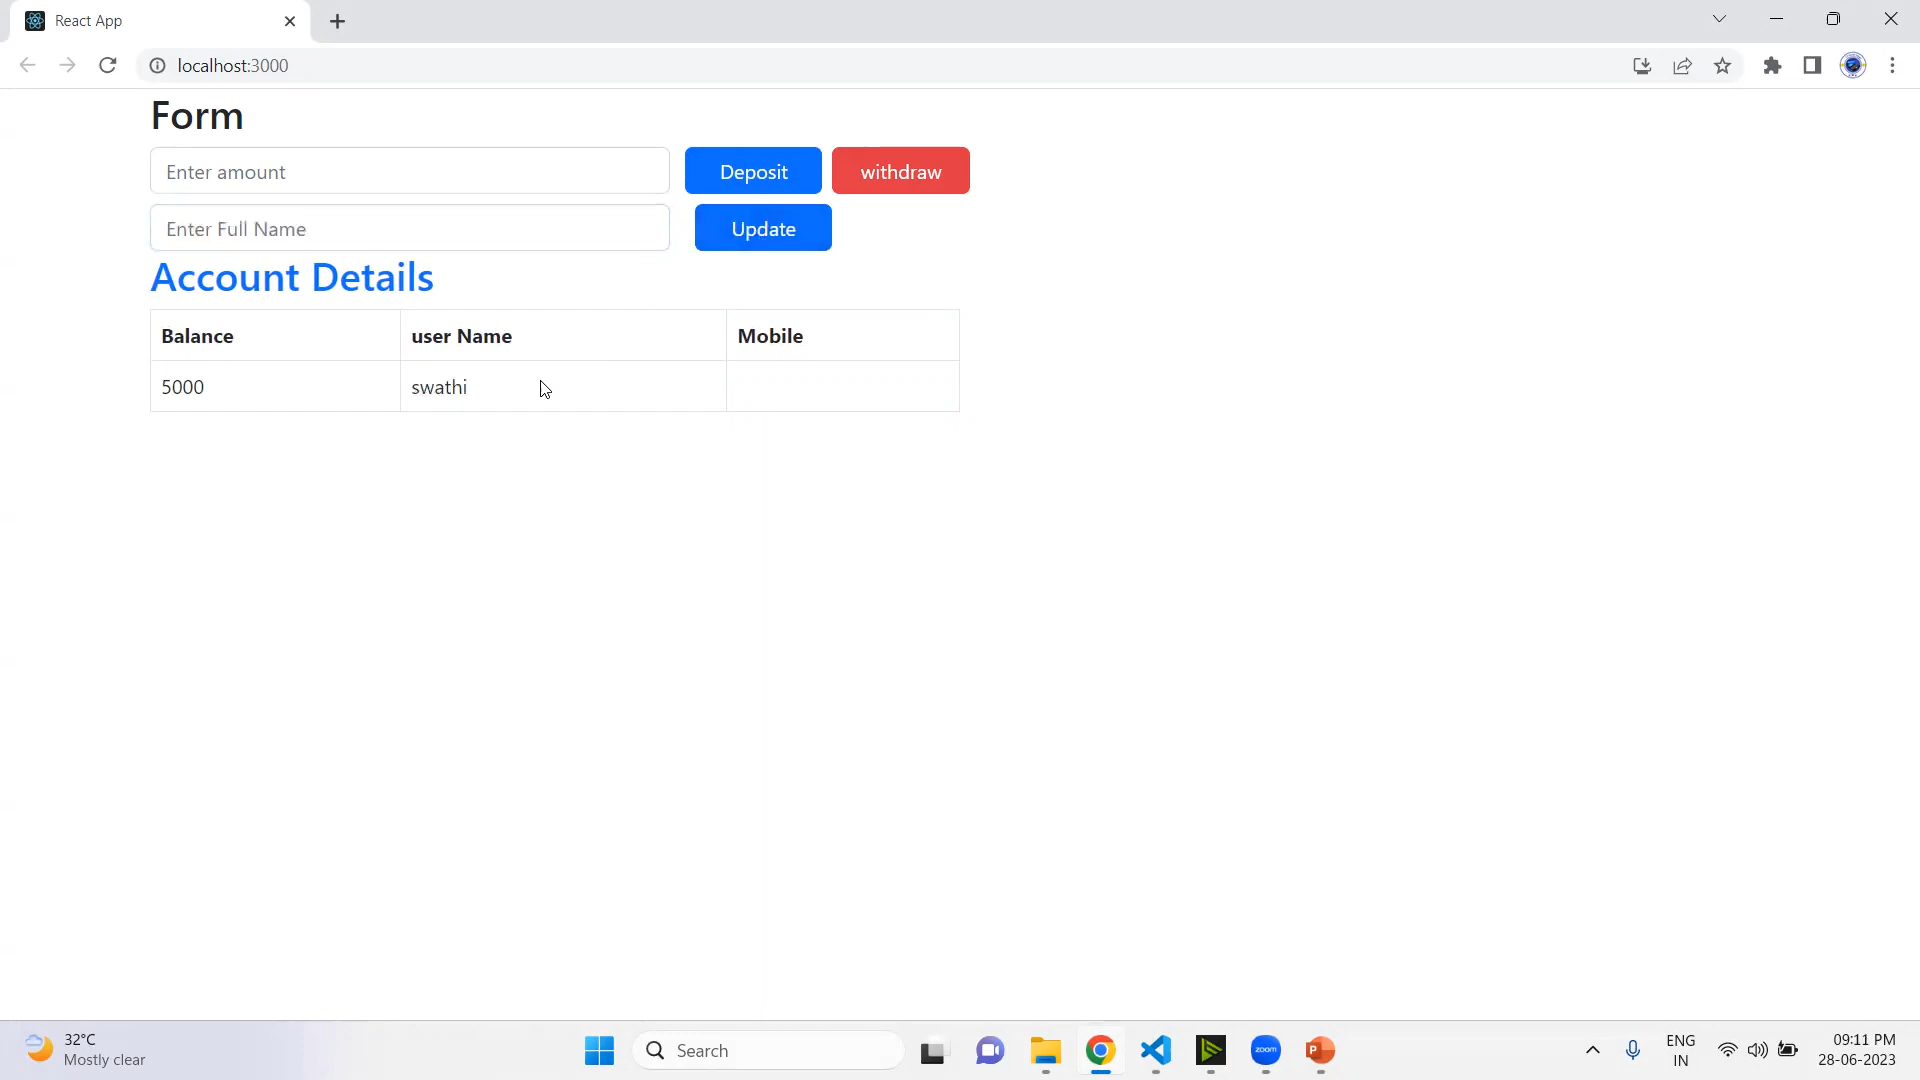 React App
localhost:3000
Form
Enter amount
Deposit
withdraw
Enter Full Name
Update
Account Details
Balance user Name Mobile
5000 swathi
32°C
Mostly clear
Search
zoom
ENG
IN
09:11 PM
28-06-2023